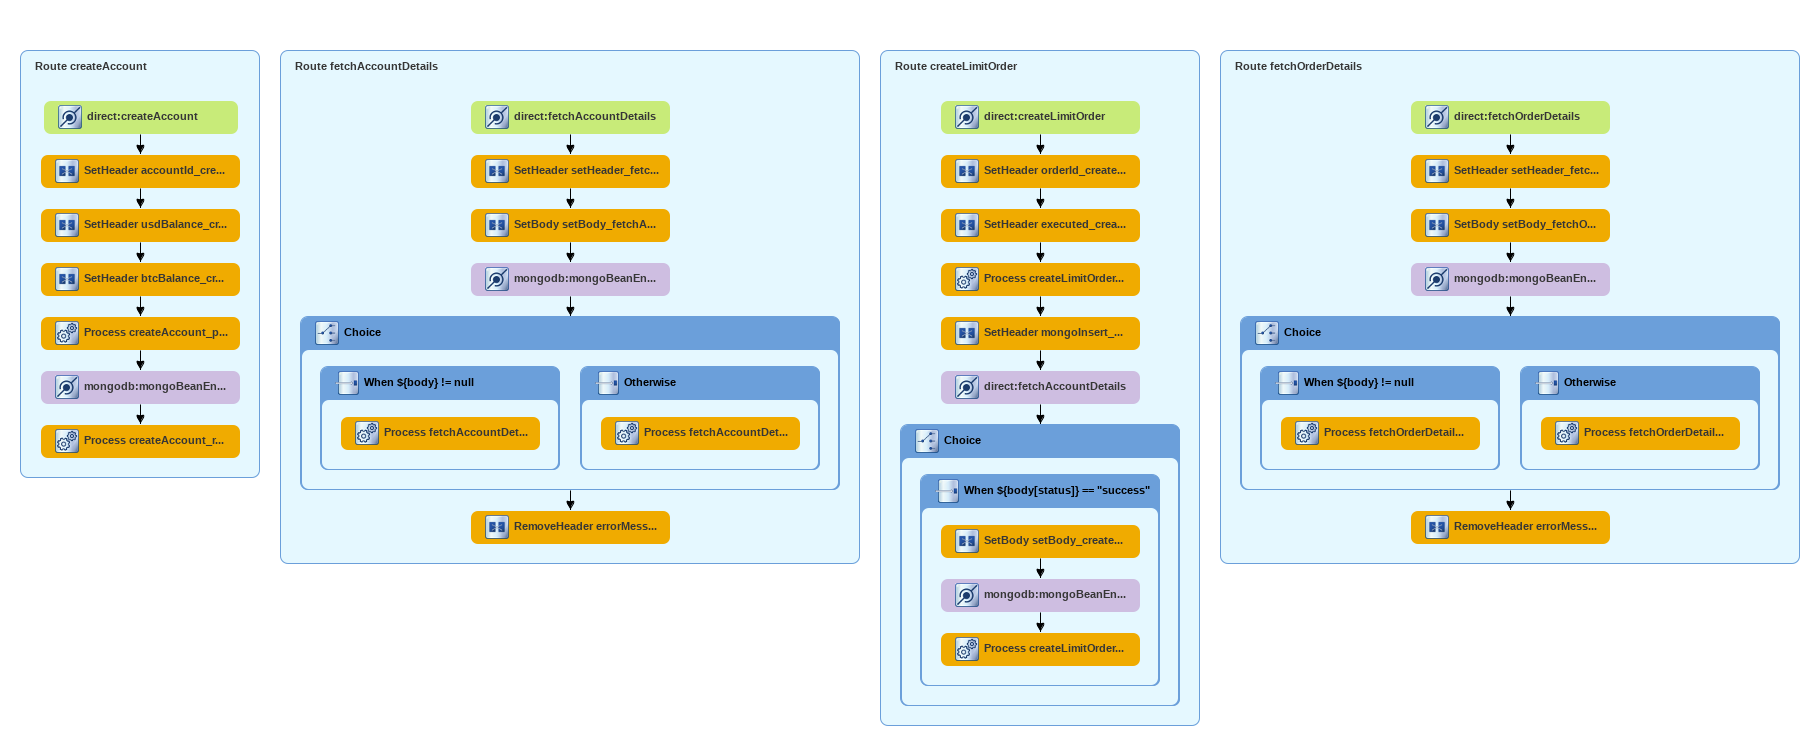 Route createAccount
direct:createAccount
SetHeader accountId_cre...
SetHeader usdBalance_cr...
SetHeader btcBalance_cr...
Process createAccount_p...
mongodb:mongoBeanEn...
Process createAccount_r...
Route fetchAccountDetails
direct:fetchAccountDetails
SetHeader setHeader_fetc...
SetBody setBody_fetchA...
mongodb:mongoBeanEn...
Choice
When ${body} != null
Process fetchAccountDet...
Otherwise
Process fetchAccountDet...
RemoveHeader errorMess...
Route createLimitOrder
direct:createLimitOrder
SetHeader orderId_create...
SetHeader executed_crea...
Process createLimitOrder...
SetHeader mongoInsert_...
direct:fetchAccountDetails
Choice
When ${body[status]} == "success"
SetBody setBody_create...
mongodb:mongoBeanEn...
Process createLimitOrder...
Route fetchOrderDetails
direct:fetchOrderDetails
SetHeader setHeader_fetc...
SetBody setBody_fetchO...
mongodb:mongoBeanEn...
Choice
When ${body} != null
Process fetchOrderDetail...
Otherwise
Process fetchOrderDetail...
RemoveHeader errorMess...